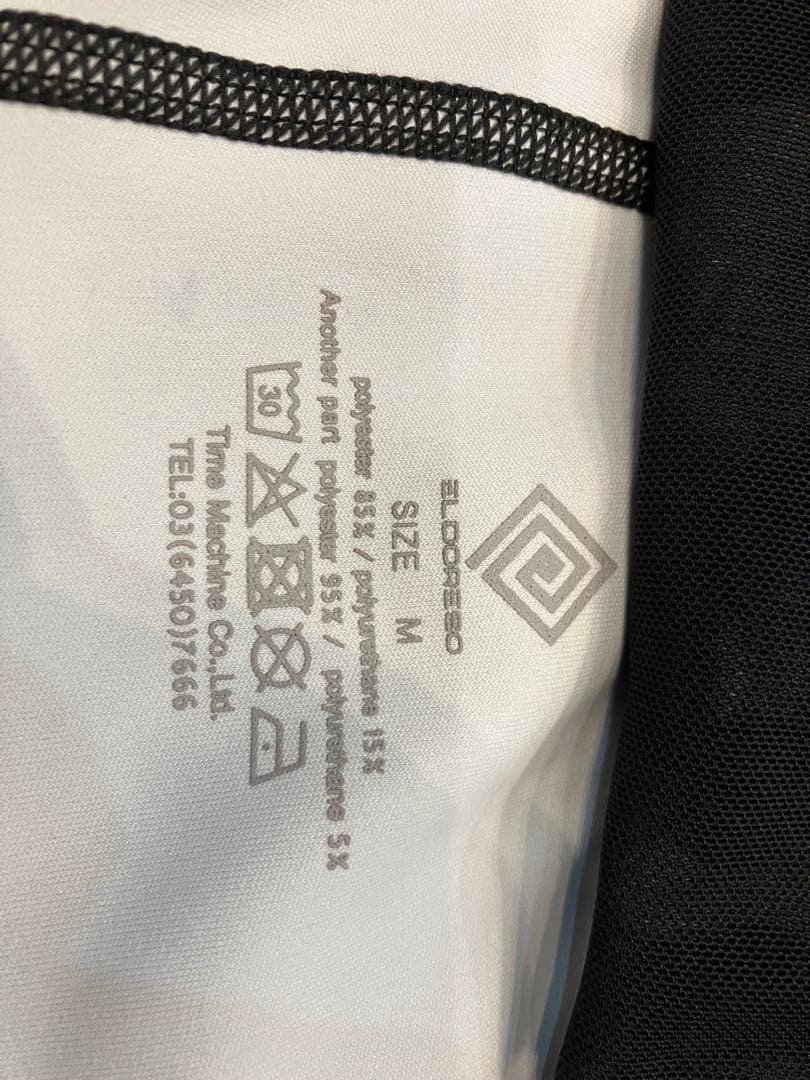 ELDORESO
SIZE M
polyester 85% / polyurethane 15%
Another part polyester 95% / polyurethane 5%
30
Time Machine Co.,Ltd.
TEL:03(6450)7666